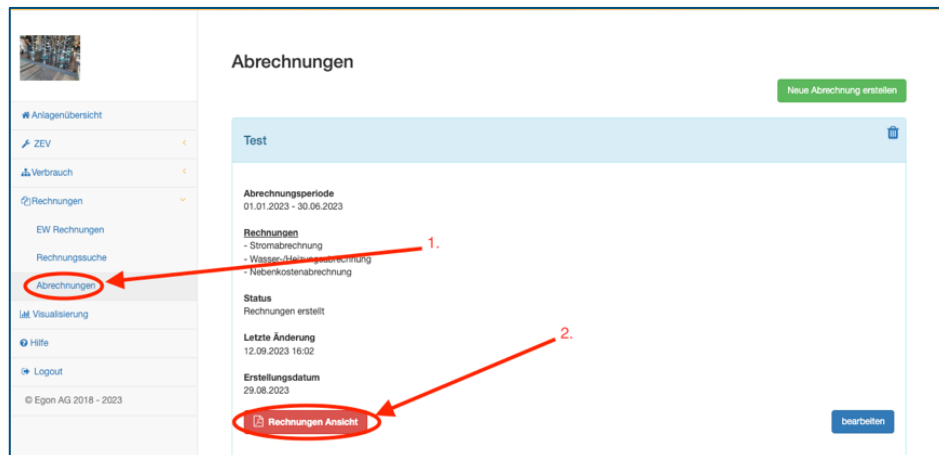 Abrechnungen
Neue Abrechnung erstellen
Anlagenübersicht
ZEV
Verbrauch
Rechnungen
EW Rechnungen
Rechnungssuche
Abrechnungen
Visualisierung
Hilfe
Logout
© Egon AG 2018 - 2023
Test
Abrechnungsperiode
01.01.2023 - 30.06.2023
Rechnungen
- Stromabrechnung
- Wasser-/Heizungsabrechnung
- Nebenkostenabrechnung
1.
Status
Rechnungen erstellt
Letzte Änderung
12.09.2023 16:02
2.
Erstellungsdatum
29.08.2023
Rechnungen Ansicht
bearbeiten